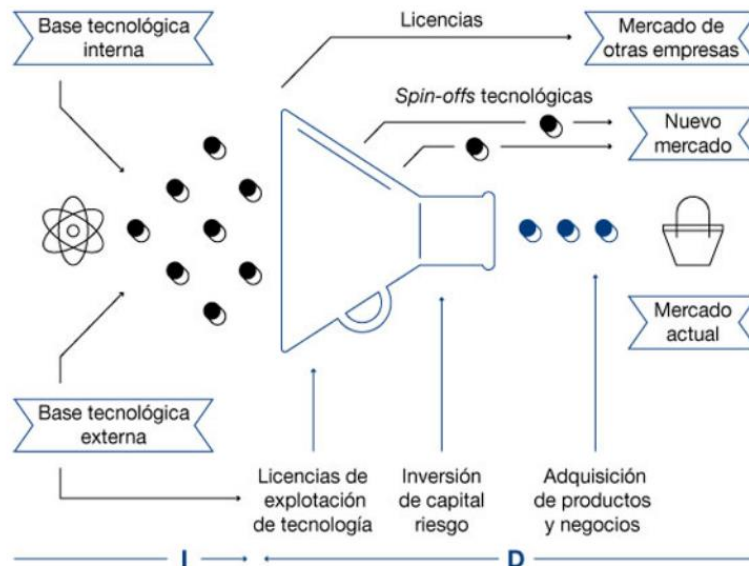 Base tecnológica
interna
Licencias
Mercado de
otras empresas
Spin-offs tecnológicas
Nuevo
mercado
Mercado
actual
Base tecnológica
externa
Licencias de
explotación
de tecnología
Inversión
de capital
riesgo
Adquisición
de productos
y negocios
I
D